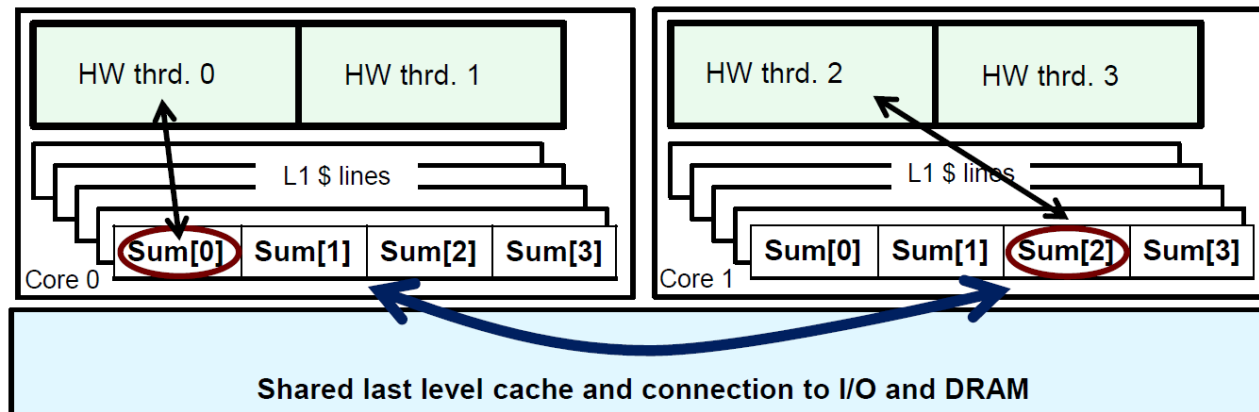 HW thrd. 0
HW thrd. 1
L1 $ lines
Sum[0] Sum[1] Sum[2] Sum[3]
Core 0
HW thrd. 2
HW thrd. 3
L1 $ lines
Sum[0] Sum[1] Sum[2] Sum[3]
Core 1
Shared last level cache and connection to I/O and DRAM